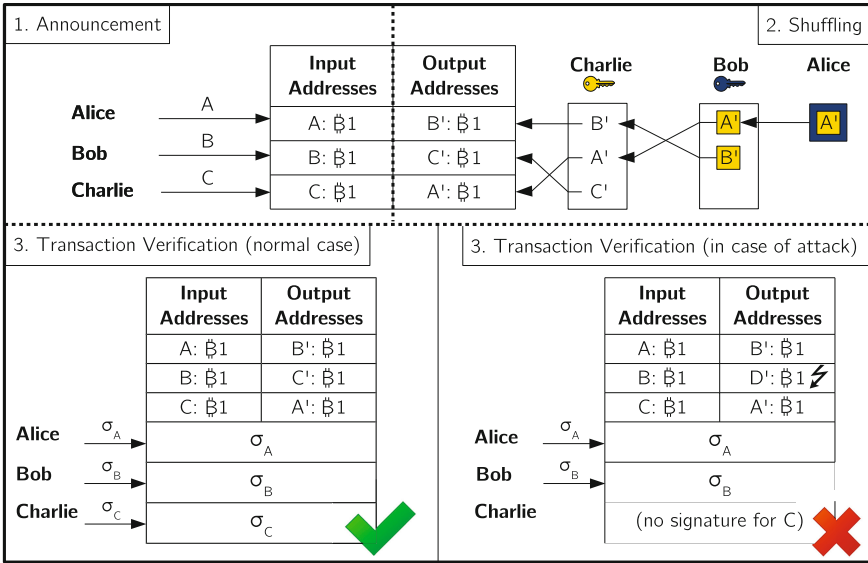 1. Announcement
2. Shuffling
Input Addresses
Output Addresses
Charlie
Bob
Alice
Alice
A
A: ₿1
B': ₿1
B'
A'
A'
Bob
B
B: ₿1
C': ₿1
A'
B'
Charlie
C
C: ₿1
A': ₿1
C'
3. Transaction Verification (normal case)
Input Addresses
Output Addresses
A: ₿1
B': ₿1
B: ₿1
C': ₿1
C: ₿1
A': ₿1
Alice
σA
σA
Bob
σB
σB
Charlie
σC
σC
3. Transaction Verification (in case of attack)
Input Addresses
Output Addresses
A: ₿1
B': ₿1
B: ₿1
D': ₿1
C: ₿1
A': ₿1
Alice
σA
σA
Bob
σB
σB
Charlie
(no signature for C)